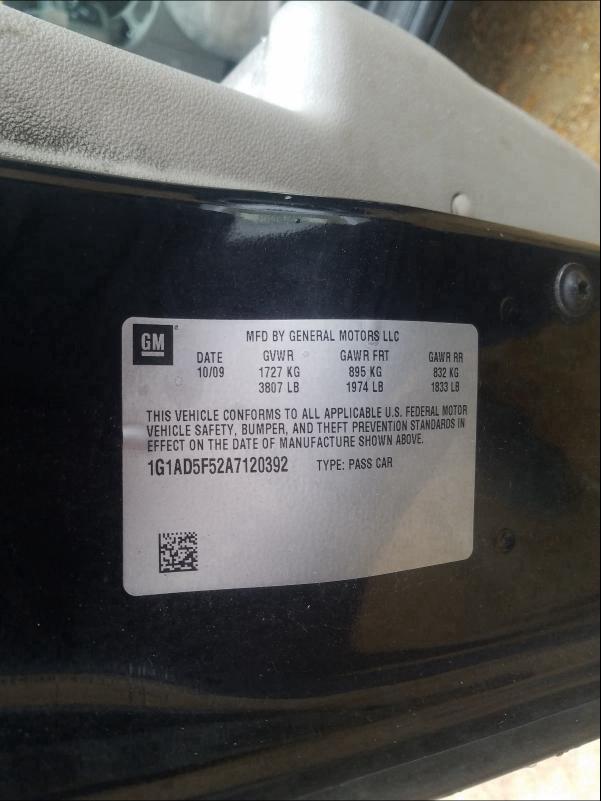 GM
MFD BY GENERAL MOTORS LLC
DATE GVWR GAWR FRT GAWR RR
10/09 1727 KG 895 KG 832 KG
3807 LB 1974 LB 1833 LB
THIS VEHICLE CONFORMS TO ALL APPLICABLE U.S. FEDERAL MOTOR
VEHICLE SAFETY, BUMPER, AND THEFT PREVENTION STANDARDS IN
EFFECT ON THE DATE OF MANUFACTURE SHOWN ABOVE.
1G1AD5F52A7120392 TYPE: PASS CAR